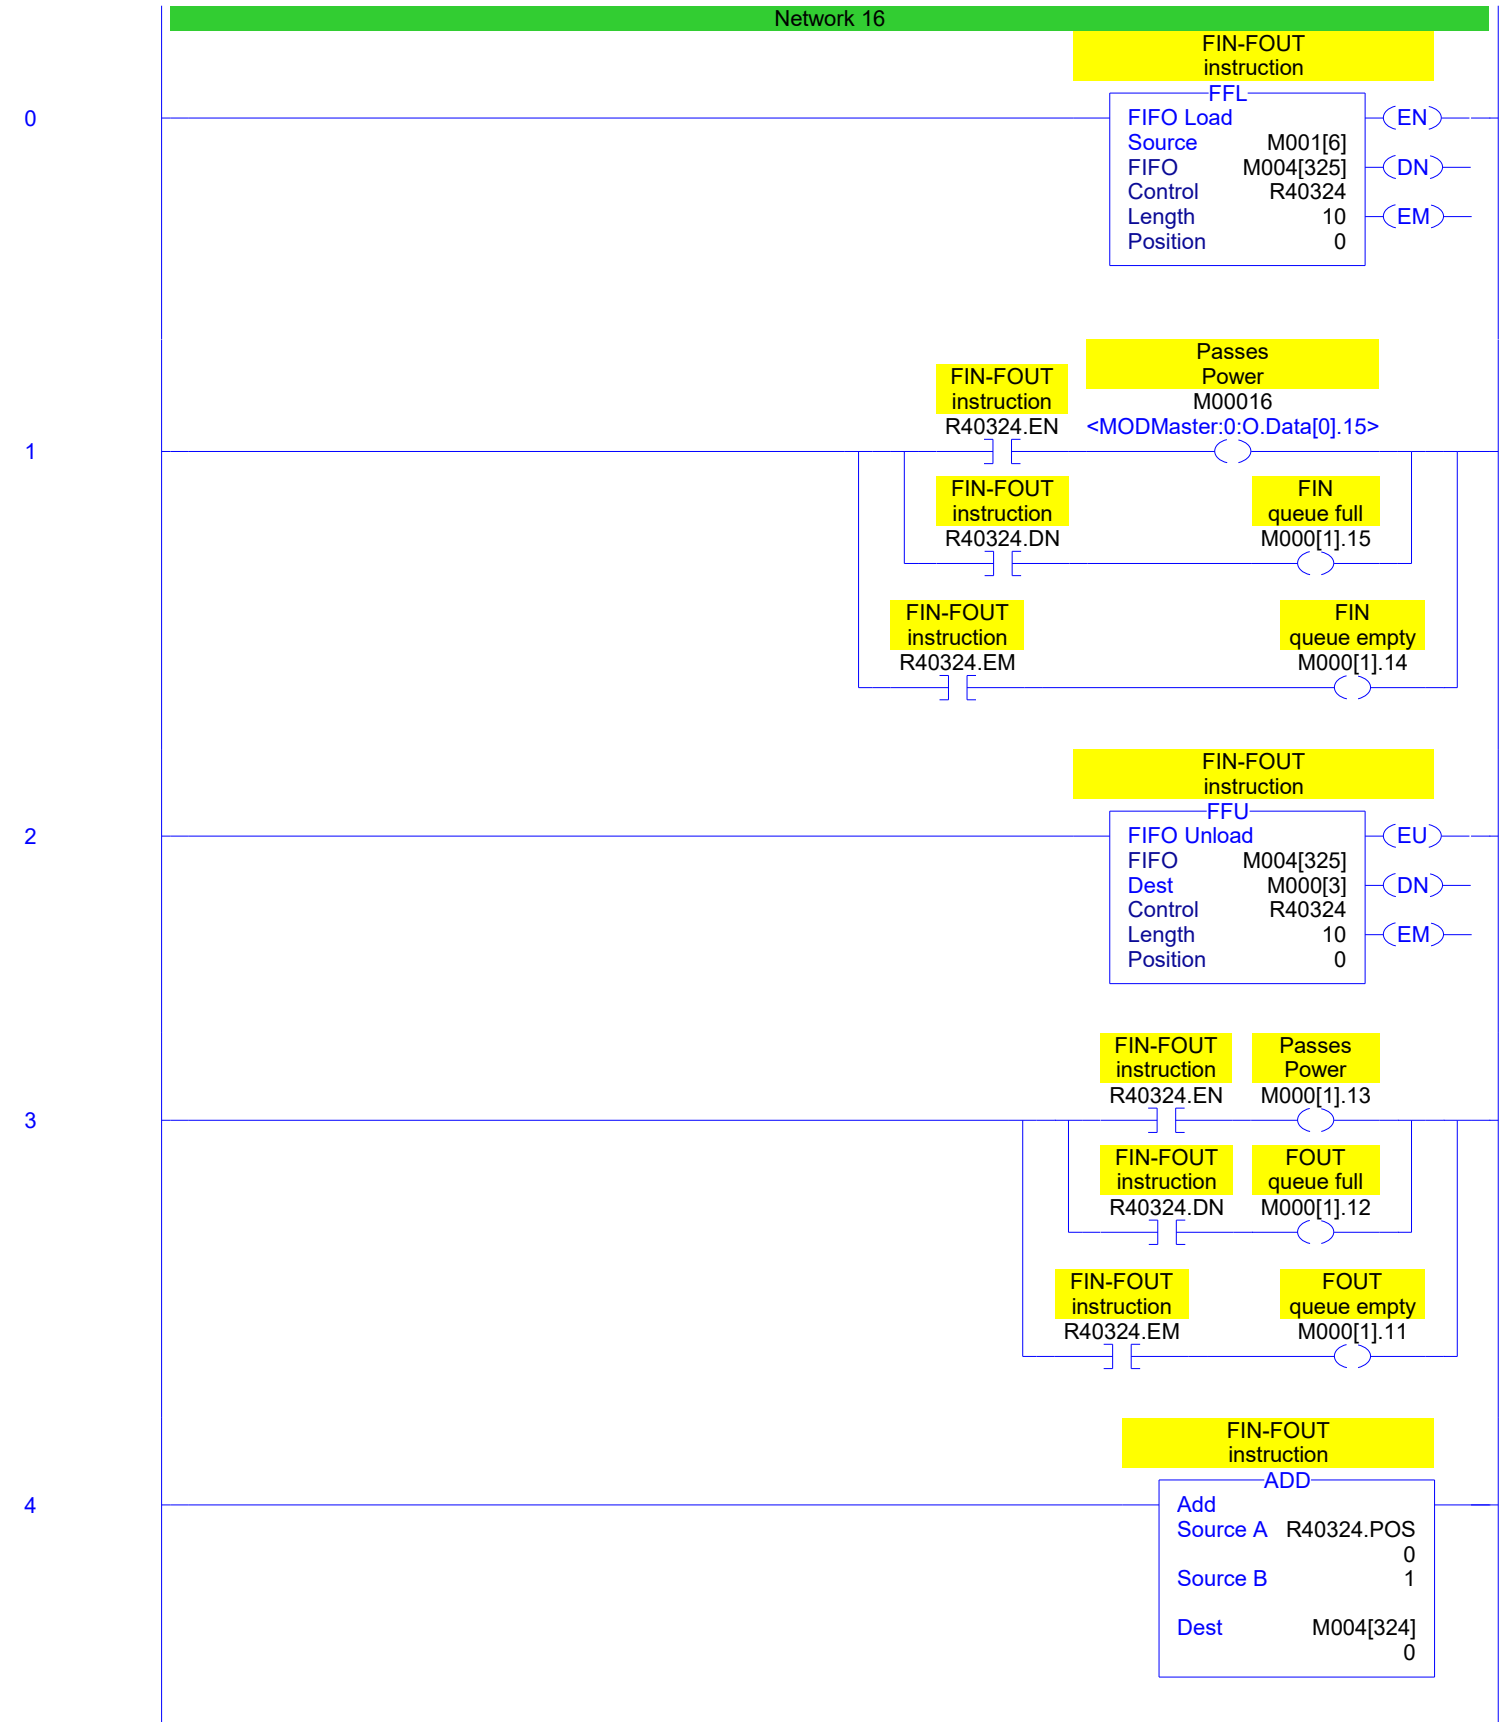 Network 16
FIN-FOUT
instruction
0
FFL
FIFO Load
Source M001[6]
FIFO M004[325]
Control R40324
Length 10
Position 0
EN
DN
EM
1
FIN-FOUT
instruction
R40324.EN
Passes
Power
M00016
<MODMaster:0:O.Data[0].15>
FIN-FOUT
instruction
R40324.DN
FIN
queue full
M000[1].15
FIN-FOUT
instruction
R40324.EM
FIN
queue empty
M000[1].14
FIN-FOUT
instruction
2
FFU
FIFO Unload
FIFO M004[325]
Dest M000[3]
Control R40324
Length 10
Position 0
EU
DN
EM
3
FIN-FOUT
instruction
R40324.EN
Passes
Power
M000[1].13
FIN-FOUT
instruction
R40324.DN
FOUT
queue full
M000[1].12
FIN-FOUT
instruction
R40324.EM
FOUT
queue empty
M000[1].11
FIN-FOUT
instruction
4
ADD
Add
Source A R40324.POS
0
Source B 1
Dest M004[324]
0